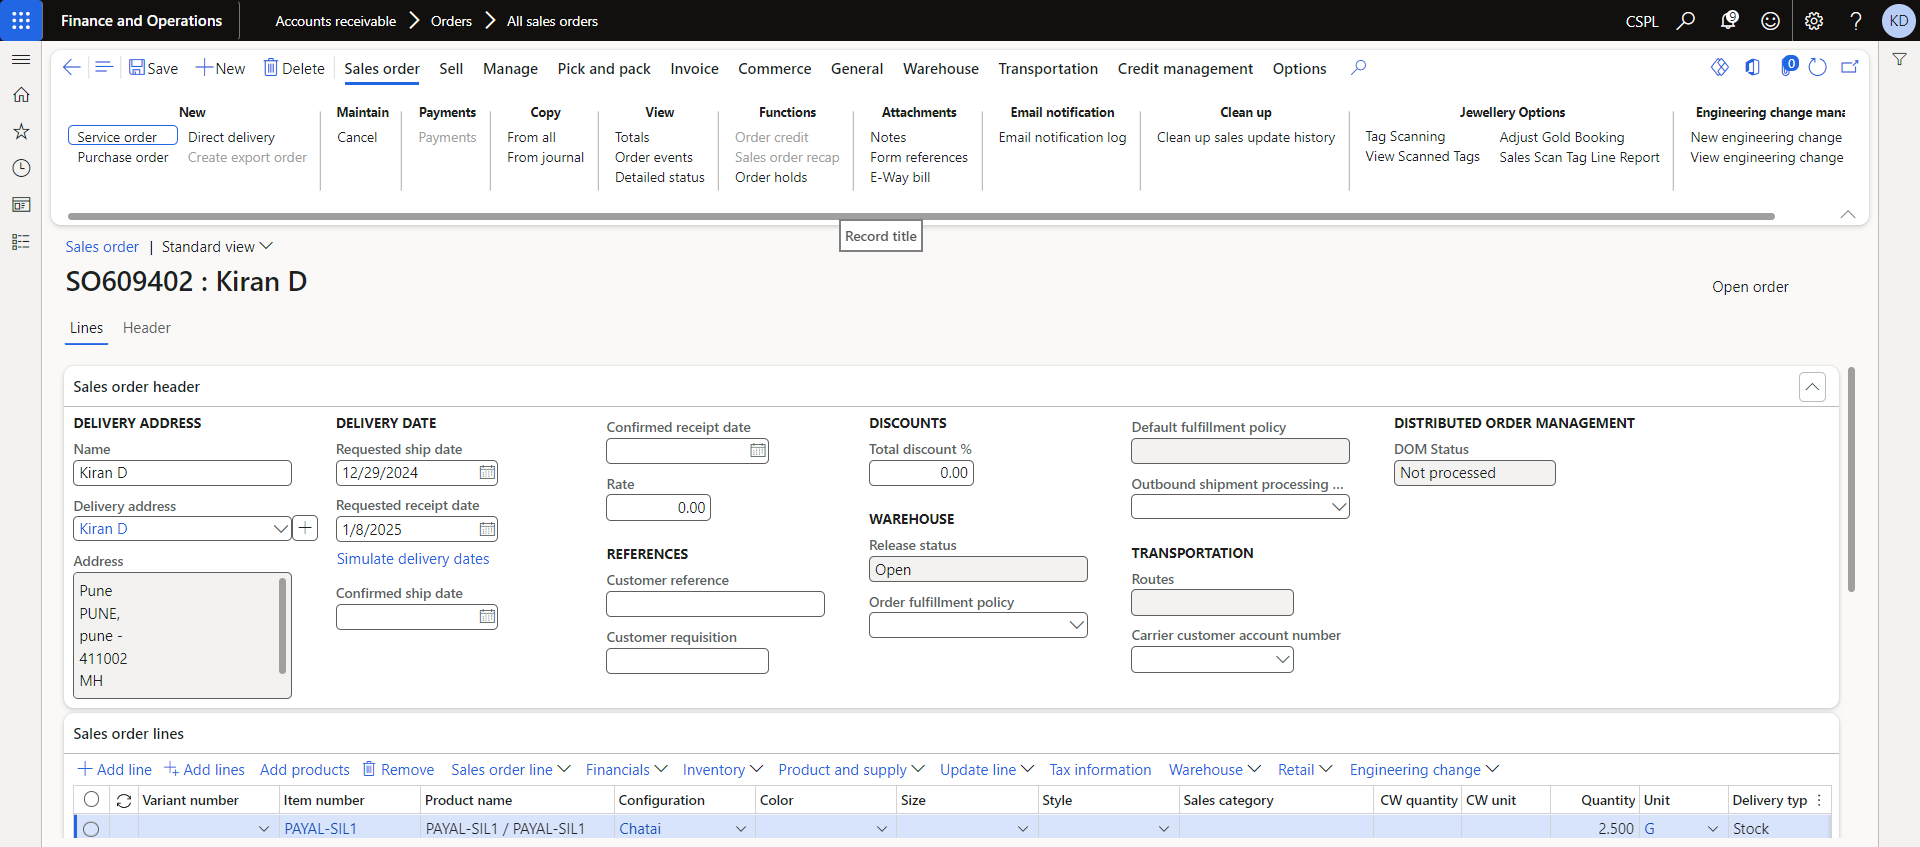 Finance and Operations
Accounts receivable
Orders
All sales orders
CSPL
9
KD
Save
New
Delete
Sales order
Sell
Manage
Pick and pack
Invoice
Commerce
General
Warehouse
Transportation
Credit management
Options
0
New
Service order
Direct delivery
Purchase order
Create export order
Maintain
Cancel
Payments
Payments
Copy
From all
From journal
View
Totals
Order events
Detailed status
Functions
Order credit
Sales order recap
Order holds
Attachments
Notes
Form references
E-Way bill
Email notification
Email notification log
Clean up
Clean up sales update history
Jewellery Options
Tag Scanning
Adjust Gold Booking
View Scanned Tags
Sales Scan Tag Line Report
Engineering change mana
New engineering change
View engineering change
Record title
Sales order | Standard view
SO609402 : Kiran D
Open order
Lines
Header
Sales order header
DELIVERY ADDRESS
Name
Kiran D
Delivery address
Kiran D
Address
Pune
PUNE,
pune -
411002
MH
DELIVERY DATE
Requested ship date
12/29/2024
Requested receipt date
1/8/2025
Simulate delivery dates
Confirmed ship date
Confirmed receipt date
Rate
0.00
REFERENCES
Customer reference
Customer requisition
DISCOUNTS
Total discount %
0.00
WAREHOUSE
Release status
Open
Order fulfillment policy
Default fulfillment policy
Outbound shipment processing ...
TRANSPORTATION
Routes
Carrier customer account number
DISTRIBUTED ORDER MANAGEMENT
DOM Status
Not processed
Sales order lines
Add line
Add lines
Add products
Remove
Sales order line
Financials
Inventory
Product and supply
Update line
Tax information
Warehouse
Retail
Engineering change
Variant number
Item number
Product name
Configuration
Color
Size
Style
Sales category
CW quantity
CW unit
Quantity
Unit
Delivery typ
PAYAL-SIL1
PAYAL-SIL1 / PAYAL-SIL1
Chatai
2.500
G
Stock